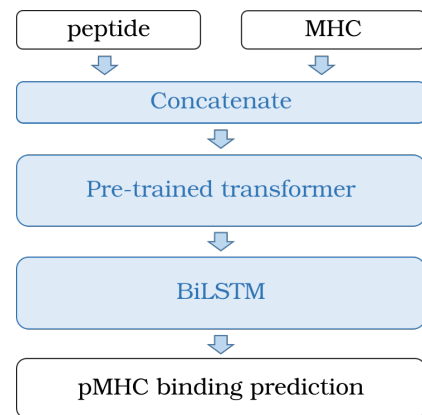 peptide
MHC
Concatenate
Pre-trained transformer
BiLSTM
pMHC binding prediction